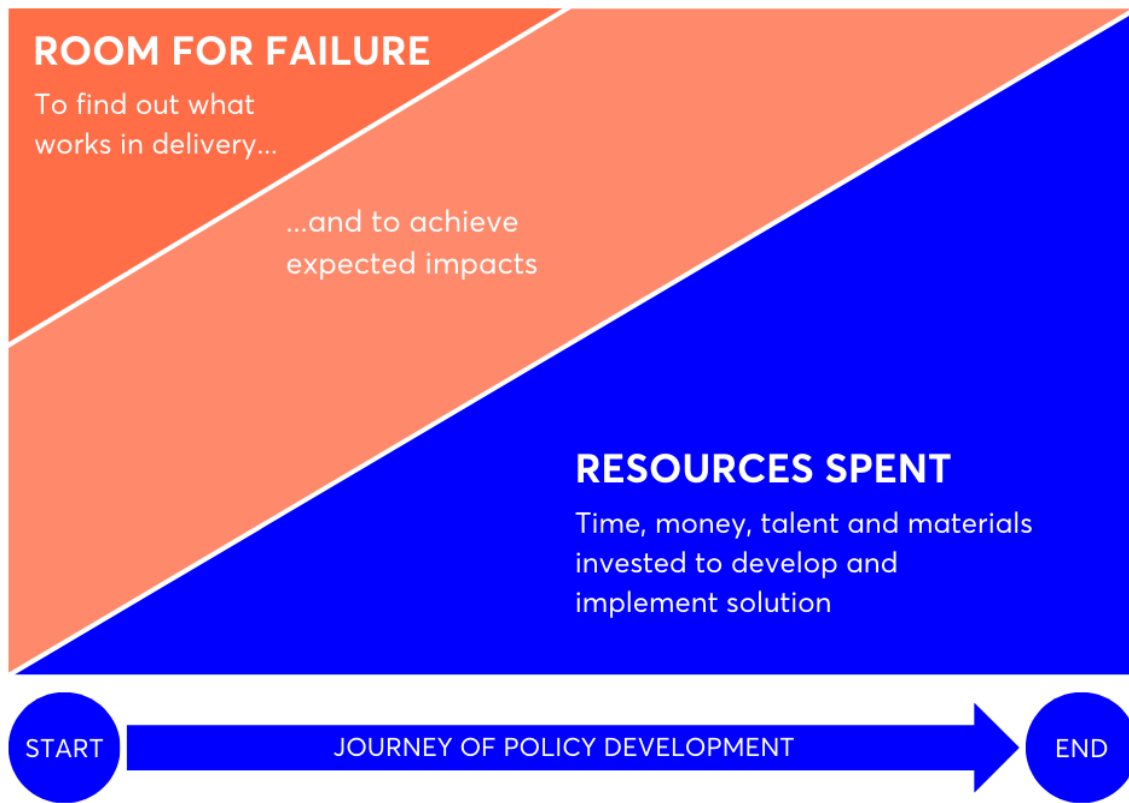 ROOM FOR FAILURE
To find out what
works in delivery...
...and to achieve
expected impacts
RESOURCES SPENT
Time, money, talent and materials
invested to develop and
implement solution
START
JOURNEY OF POLICY DEVELOPMENT
END